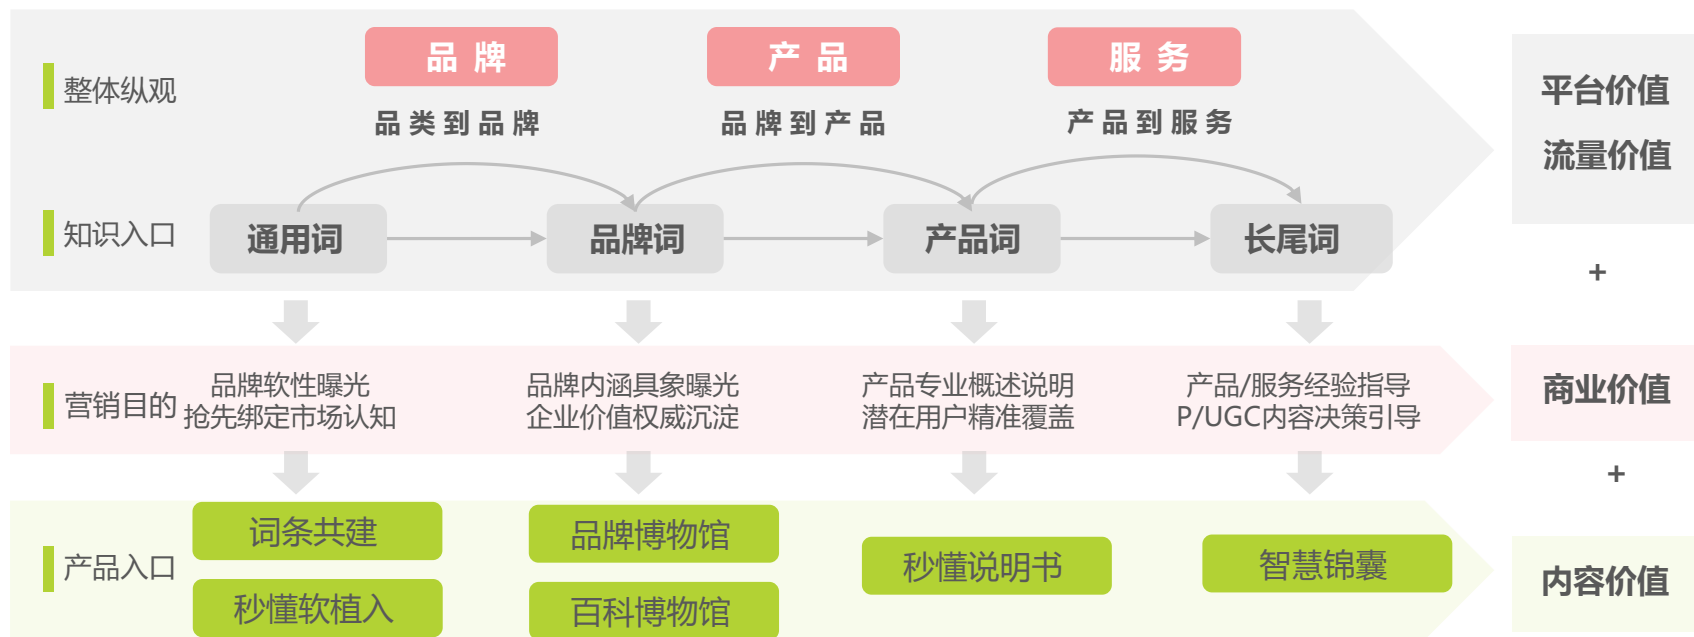 品牌
产品
服务
整体纵观
品类到品牌
品牌到产品
产品到服务
平台价值
流量价值
知识入口
通用词
品牌词
产品词
长尾词
+
营销目的
品牌软性曝光
抢先绑定市场认知
品牌内涵具象曝光
企业价值权威沉淀
产品专业概述说明
潜在用户精准覆盖
产品/服务经验指导
P/UGC内容决策引导
商业价值
+
产品入口
词条共建
秒懂软植入
品牌博物馆
百科博物馆
秒懂说明书
智慧锦囊
内容价值